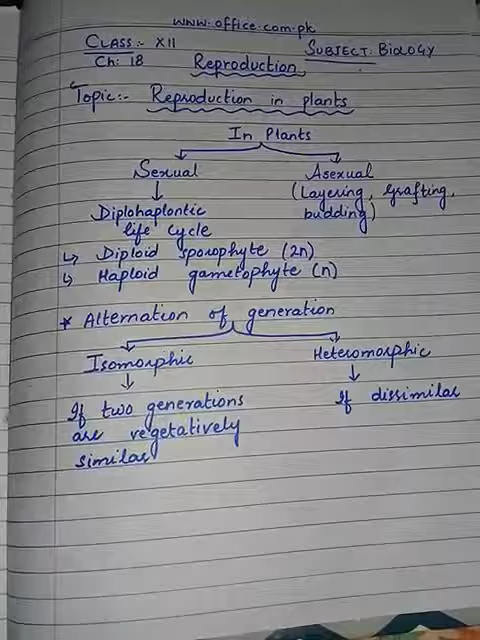 www.office.com.pk
CLASS:- XII SUBJECT: BIOLOGY
Ch: 18 Reproduction
Topic:- Reproduction in plants
In Plants
Sexual Asexual
(Layering, Grafting,
budding)
Diplohaplontic
life cycle
↳ Diploid sporophyte (2n)
↳ Haploid gametophyte (n)
* Alternation of generation
Isomorphic Heteromorphic
If two generations If dissimilar
are vegetatively
similar